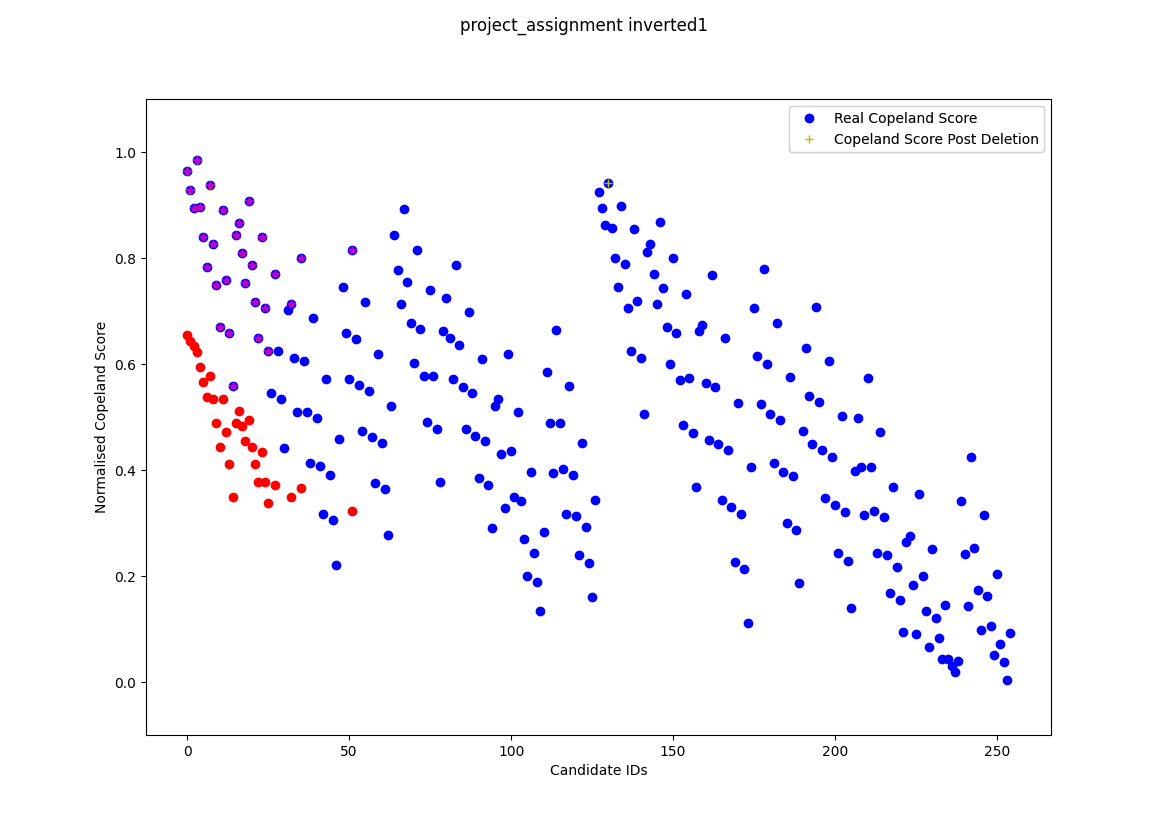 project_assignment inverted1
Real Copeland Score
Copeland Score Post Deletion
1.0
0.8
0.6
0.4
0.2
0.0
Normalised Copeland Score
0 50 100 150 200 250
Candidate IDs